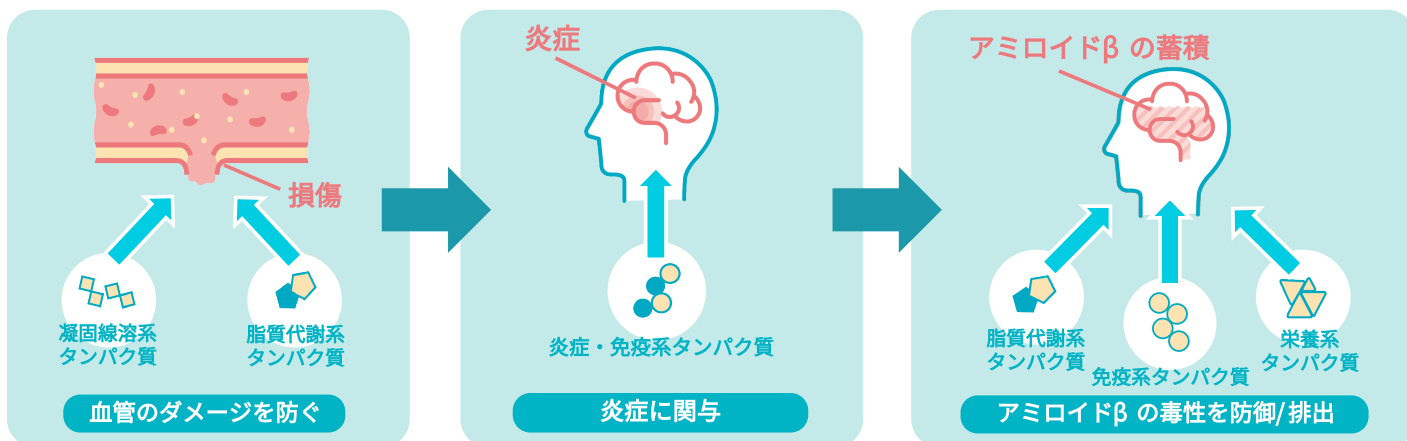 損傷
凝固線溶系
タンパク質
脂質代謝系
タンパク質
血管のダメージを防ぐ
炎症
炎症・免疫系タンパク質
炎症に関与
アミロイドβ の蓄積
脂質代謝系
タンパク質
免疫系タンパク質
栄養系
タンパク質
アミロイドβ の毒性を防御/排出